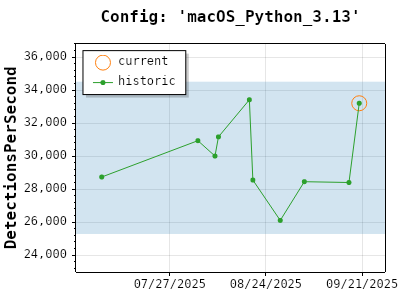 Config: 'macOS_Python_3.13'
DetectionsPerSecond
36,000
34,000
32,000
30,000
28,000
26,000
24,000
current
historic
07/27/2025
08/24/2025
09/21/2025